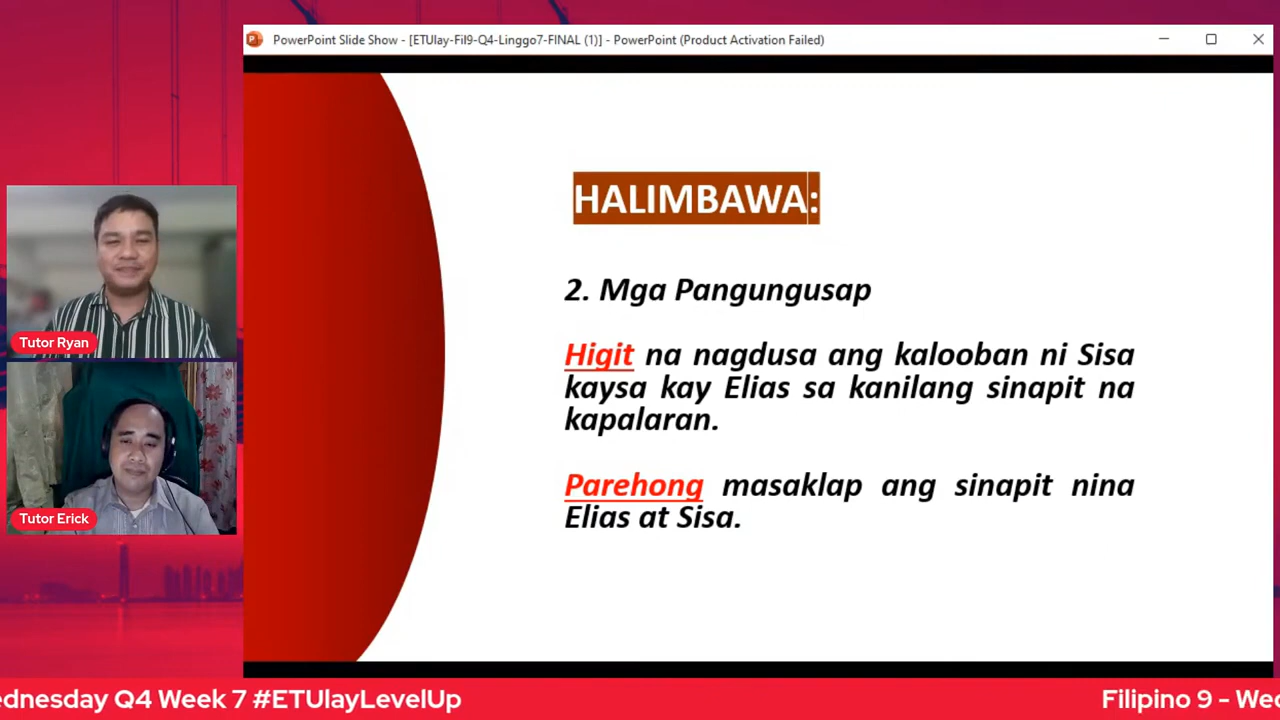 PowerPoint Slide Show - [ETUlay-Fil9-Q4-Linggo7-FINAL (1)] - PowerPoint (Product Activation Failed)
HALIMBAWA:
2. Mga Pangungusap
Higit na nagdusa ang kalooban ni Sisa
kaysa kay Elias sa kanilang sinapit na
kapalaran.
Parehong masaklap ang sinapit nina
Elias at Sisa.
Tutor Ryan
Tutor Erick
ednesday Q4 Week 7 #ETUlayLevelUp
Filipino 9 - Wed